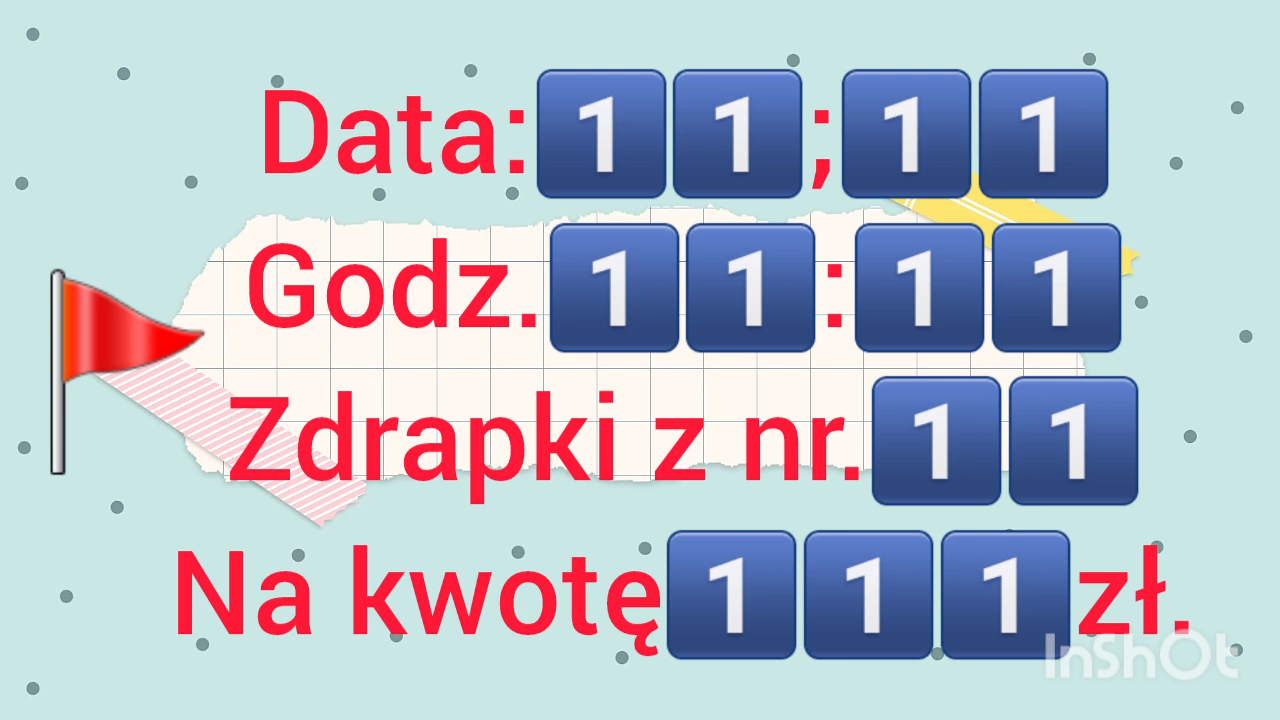 Data:11;11
Godz.11:11
Zdrapki z nr.11
Na kwotę111zł.
InShOt